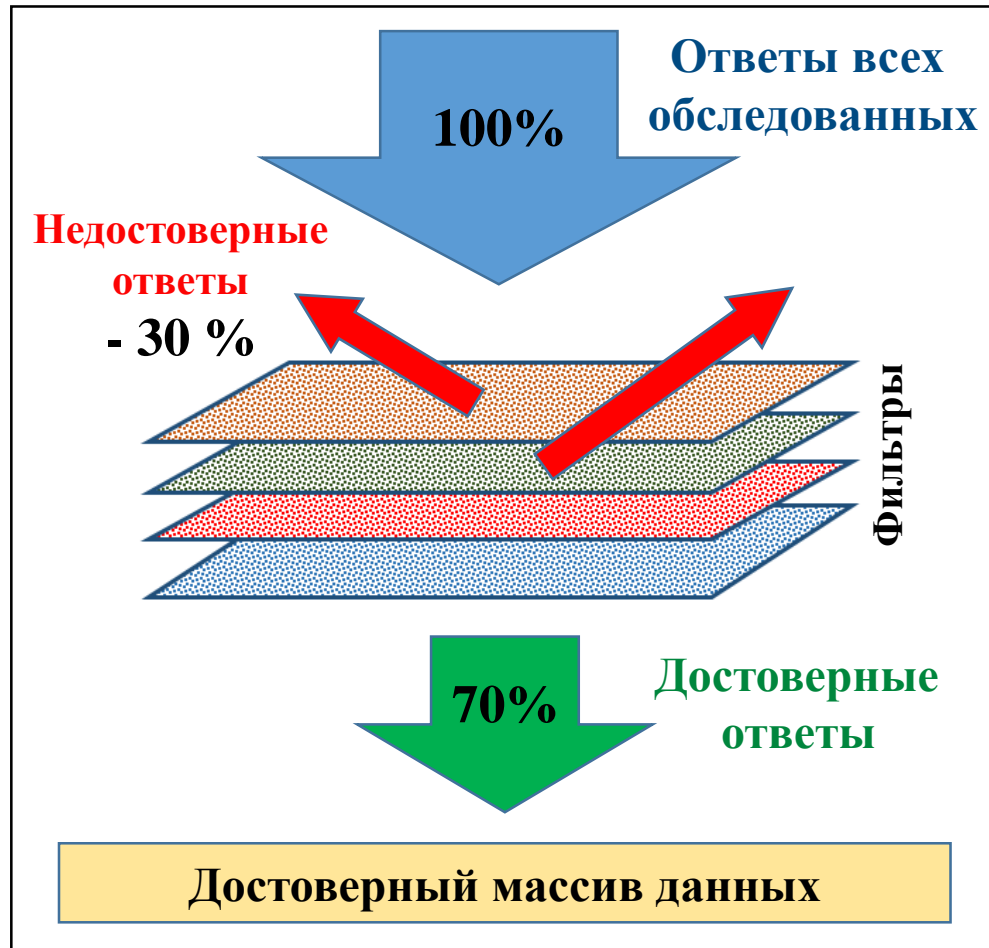 Ответы всех
обследованных
100%
Недостоверные
ответы
- 30 %
Фильтры
70%
Достоверные
ответы
Достоверный массив данных